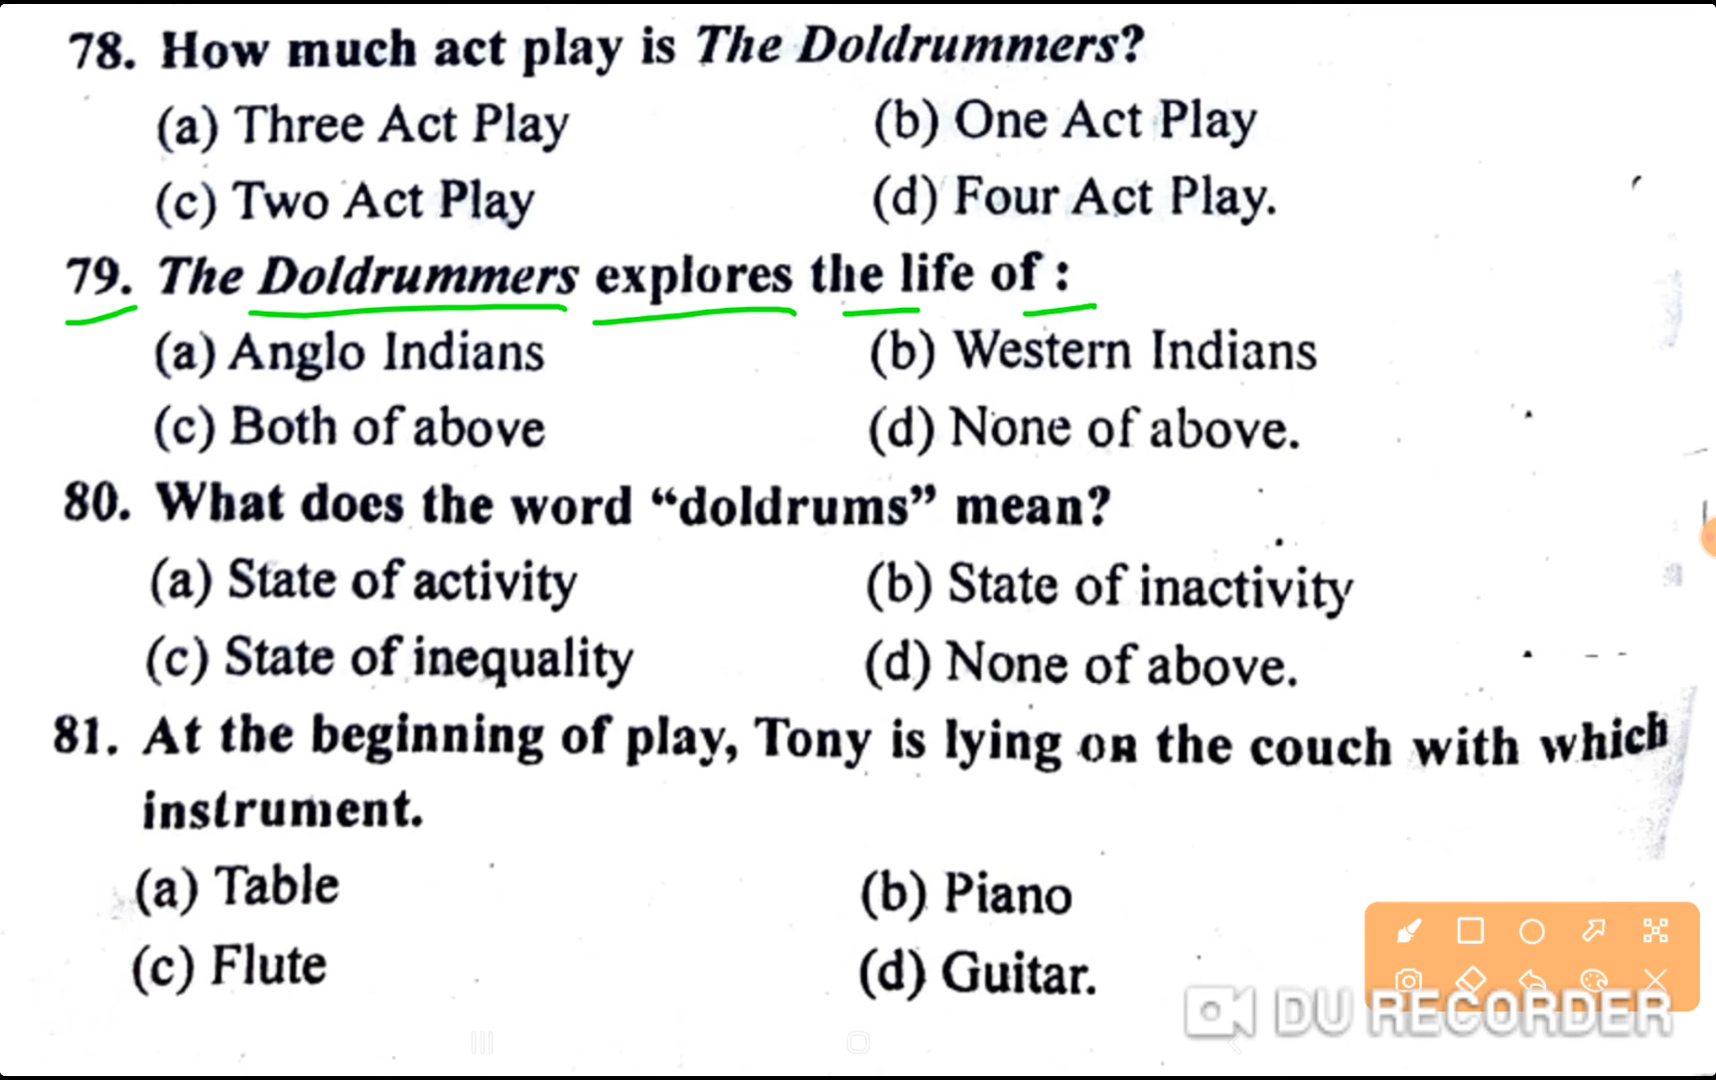 78. How much act play is The Doldrummers?
(a) Three Act Play (b) One Act Play
(c) Two Act Play (d) Four Act Play.
79. The Doldrummers explores the life of :
(a) Anglo Indians (b) Western Indians
(c) Both of above (d) None of above.
80. What does the word “doldrums” mean?
(a) State of activity (b) State of inactivity
(c) State of inequality (d) None of above.
81. At the beginning of play, Tony is lying on the couch with which
instrument.
(a) Table (b) Piano
(c) Flute (d) Guitar.
DU RECORDER